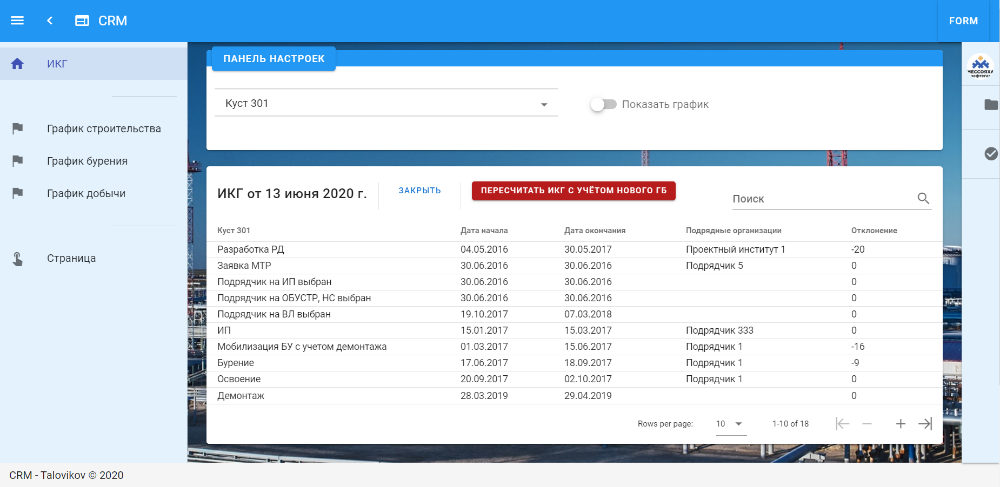 CRM
FORM
ИКГ
График строительства
График бурения
График добычи
Страница
ПАНЕЛЬ НАСТРОЕК
Куст 301
Показать график
МЕССОЯХА
нефтегаз
ИКГ от 13 июня 2020 г.
ЗАКРЫТЬ
ПЕРЕСЧИТАТЬ ИКГ С УЧЁТОМ НОВОГО ГБ
Поиск
Куст 301 Дата начала Дата окончания Подрядные организации Отклонение
Разработка РД 04.05.2016 30.05.2017 Проектный институт 1 -20
Заявка МТР 30.06.2016 30.06.2016 Подрядчик 5 0
Подрядчик на ИП выбран 30.06.2016 30.06.2016 0
Подрядчик на ОБУСТР, НС выбран 30.06.2016 30.06.2016 0
Подрядчик на ВЛ выбран 19.10.2017 07.03.2018 0
ИП 15.01.2017 15.03.2017 Подрядчик 333 0
Мобилизация БУ с учетом демонтажа 01.03.2017 15.06.2017 Подрядчик 1 -16
Бурение 17.06.2017 18.09.2017 Подрядчик 1 -9
Освоение 20.09.2017 02.10.2017 Подрядчик 1 0
Демонтаж 28.03.2019 29.04.2019 0
Rows per page: 10 1-10 of 18
CRM - Talovikov © 2020